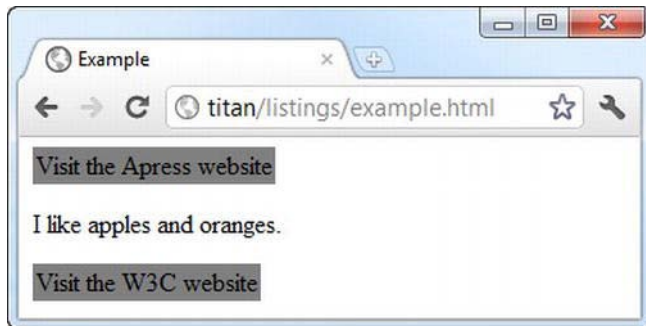 Example
titan/listings/example.html
Visit the Apress website
I like apples and oranges.
Visit the W3C website